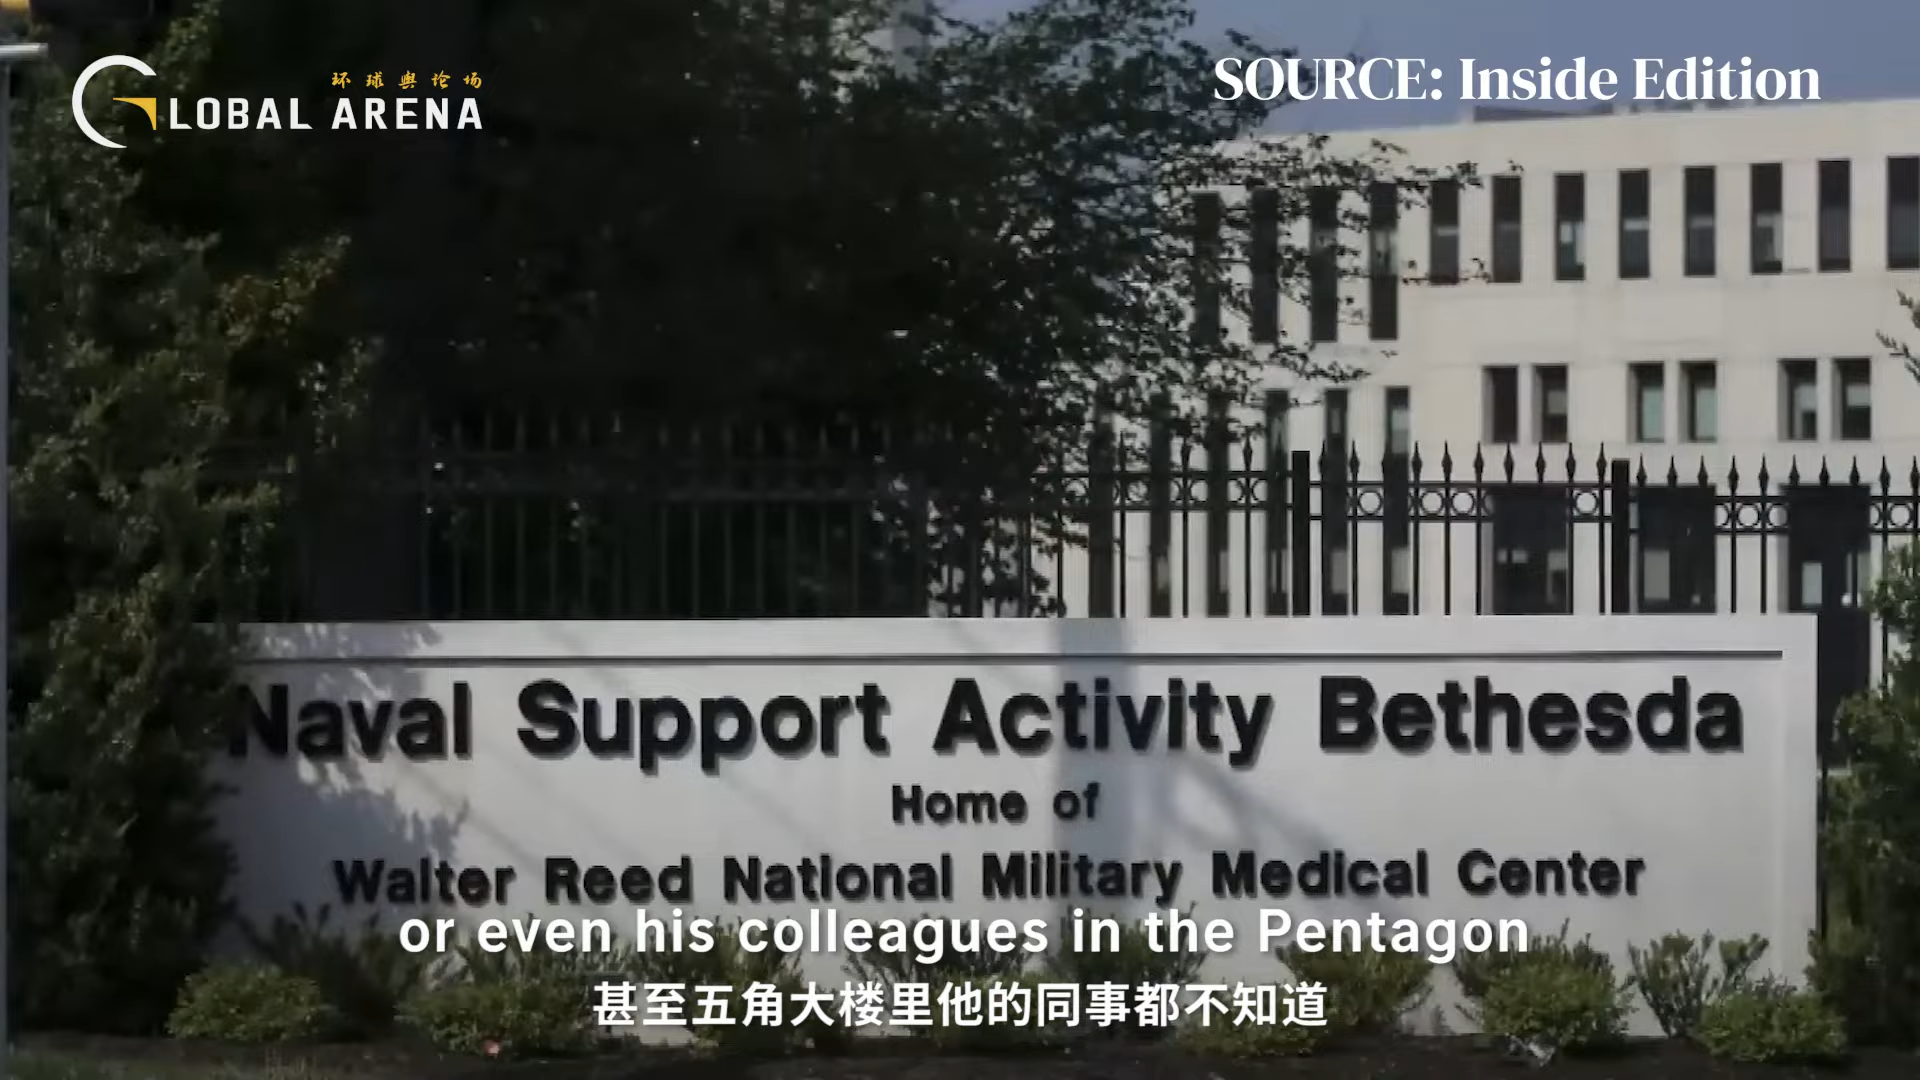 环球舆论场
GLOBAL ARENA
SOURCE: Inside Edition
Naval Support Activity Bethesda
Home of
Walter Reed National Military Medical Center
or even his colleagues in the Pentagon
甚至五角大楼里他的同事都不知道